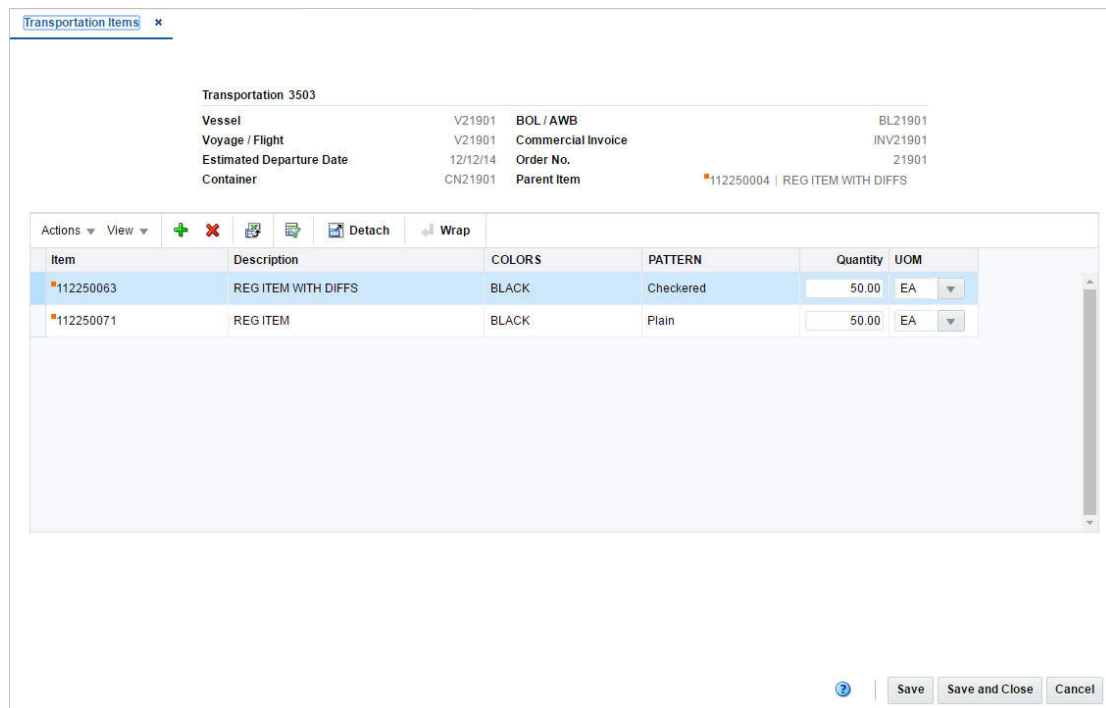 Transportation Items ×
Transportation 3503
Vessel V21901 BOL / AWB BL21901
Voyage / Flight V21901 Commercial Invoice INV21901
Estimated Departure Date 12/12/14 Order No. 21901
Container CN21901 Parent Item 112250004 | REG ITEM WITH DIFFS
Actions View Detach Wrap
Item Description COLORS PATTERN Quantity UOM
112250063 REG ITEM WITH DIFFS BLACK Checkered 50.00 EA
112250071 REG ITEM BLACK Plain 50.00 EA
? Save Save and Close Cancel